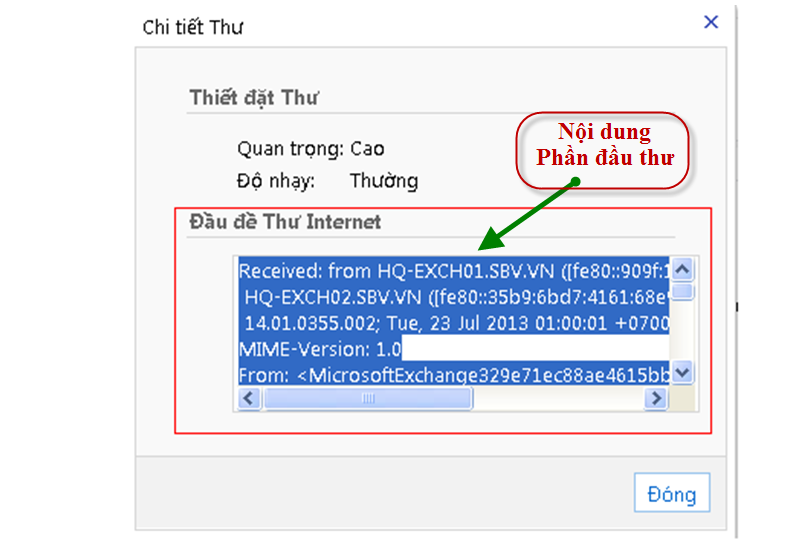 Chi tiết Thư
Thiết đặt Thư
Nội dung
Phần đầu thư
Quan trọng: Cao
Độ nhạy: Thường
Đầu đề Thư Internet
Received: from HQ-EXCH01.SBV.VN ([fe80::909f:
HQ-EXCH02.SBV.VN ([fe80::35b9:6bd7:4161:68e
14.01.0355.002; Tue, 23 Jul 2013 01:00:01 +0700
MIME-Version: 1.0
From: <MicrosoftExchange329e71ec88ae4615bb
Đóng